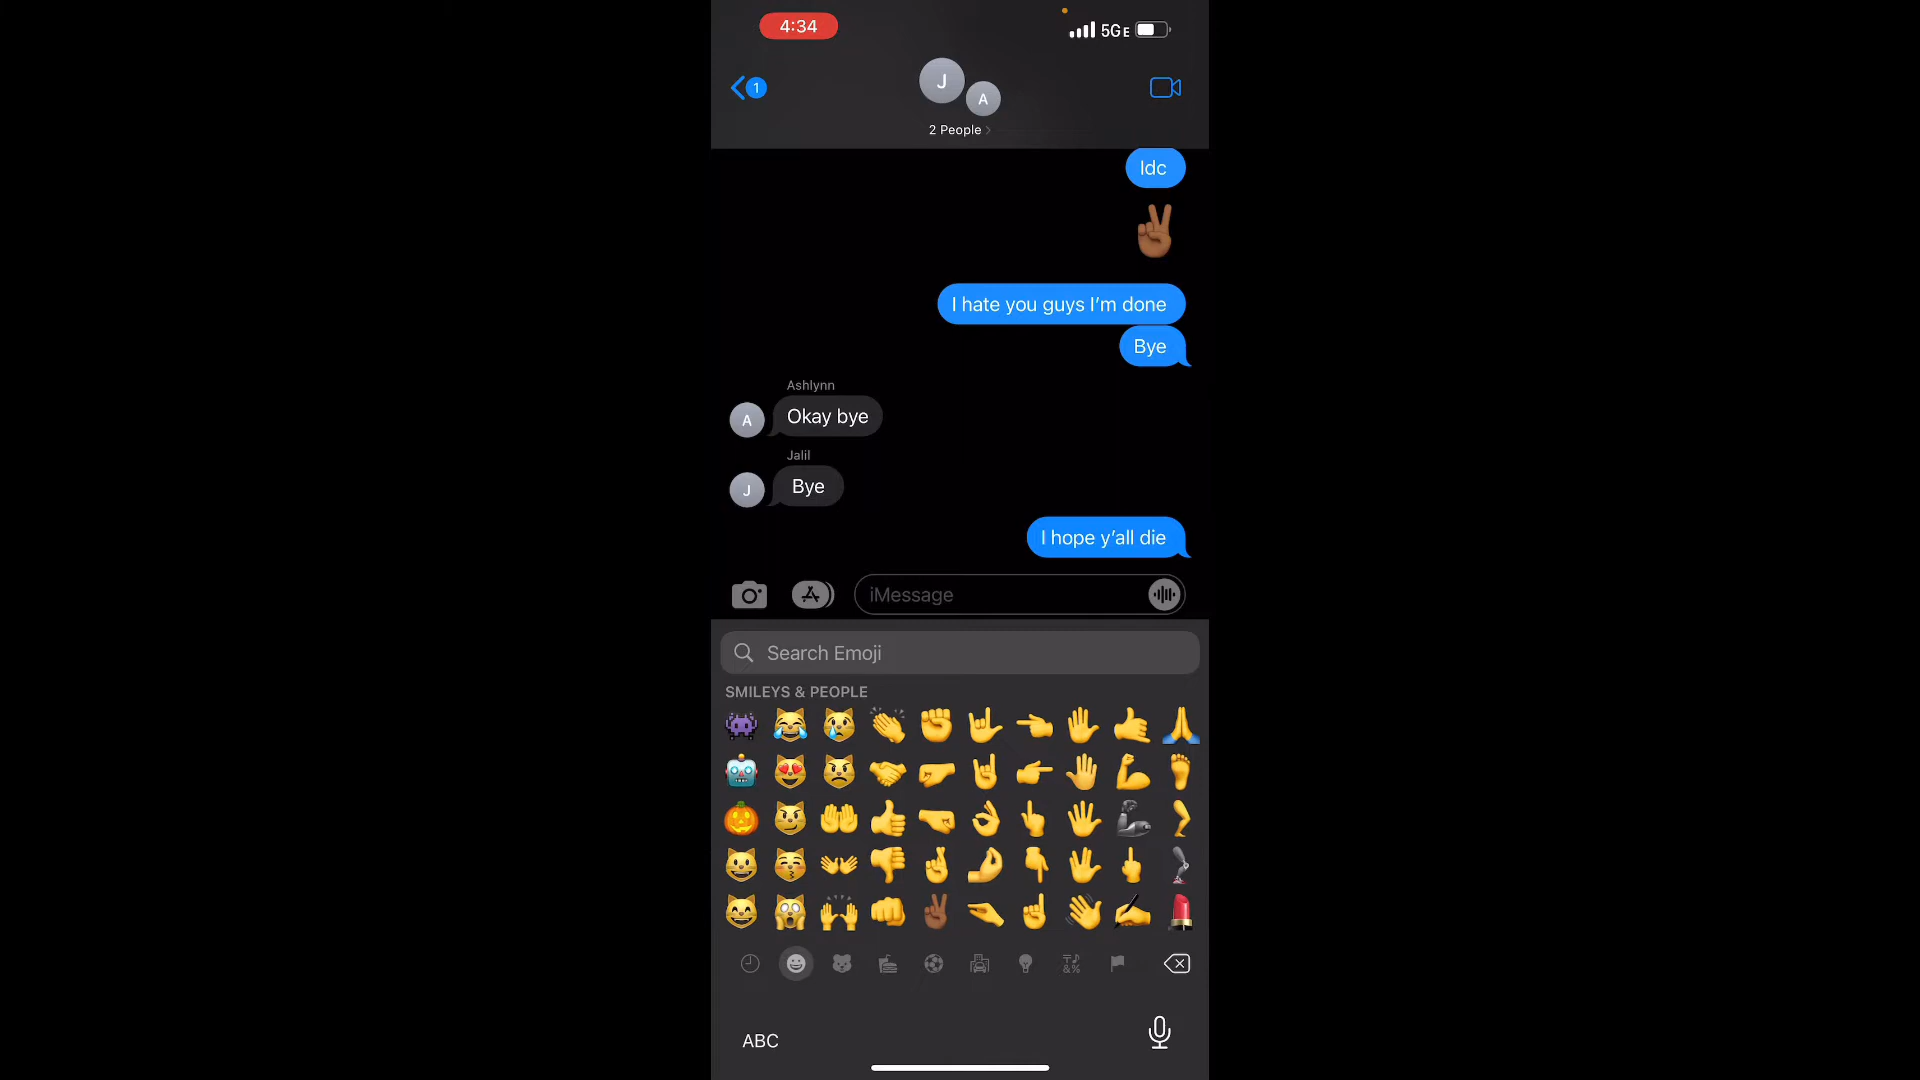 4:34
5GE
1
J
A
2 People
Idc
I hate you guys I’m done
Bye
Ashlynn
A
Okay bye
Jalil
J
Bye
I hope y’all die
iMessage
Search Emoji
SMILEYS & PEOPLE
ABC